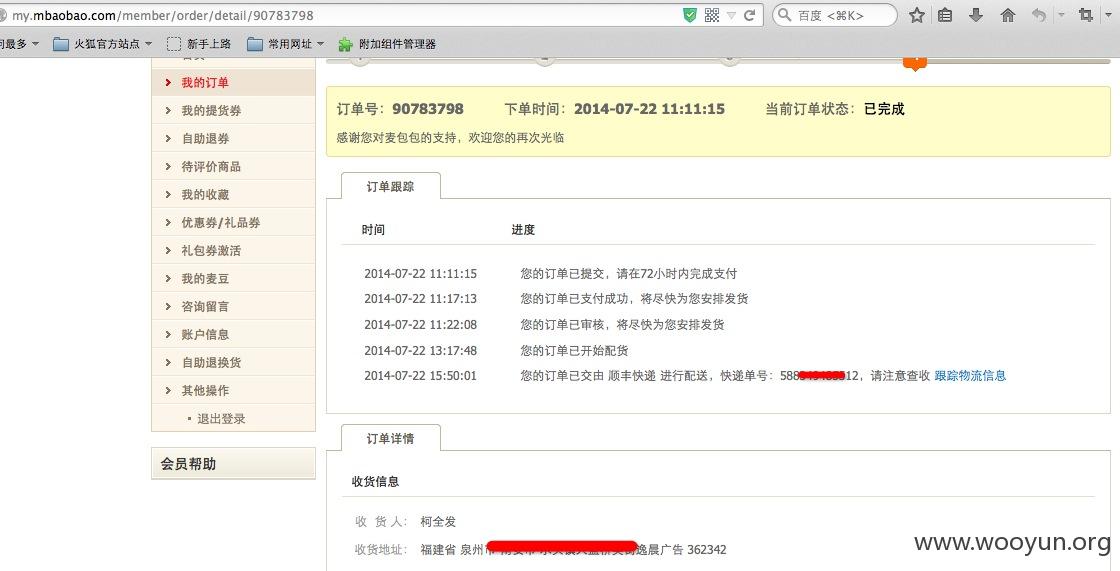 my.mbaobao.com/member/order/detail/90783798
百度 <⌘K>
问最多 火狐官方站点 新手上路 常用网址 附加组件管理器
我的订单
我的提货券
自助退券
待评价商品
我的收藏
优惠券/礼品券
礼包券激活
我的麦豆
咨询留言
账户信息
自助退换货
其他操作
退出登录
会员帮助
订单号：90783798 下单时间：2014-07-22 11:11:15 当前订单状态：已完成
感谢您对麦包包的支持，欢迎您的再次光临
订单跟踪
时间 进度
2014-07-22 11:11:15 您的订单已提交，请在72小时内完成支付
2014-07-22 11:17:13 您的订单已支付成功，将尽快为您安排发货
2014-07-22 11:22:08 您的订单已审核，将尽快为您安排发货
2014-07-22 13:17:48 您的订单已开始配货
2014-07-22 15:50:01 您的订单已交由 顺丰快递 进行配送，快递单号：588 12，请注意查收 跟踪物流信息
订单详情
收货信息
收 货 人： 柯全发
收货地址： 福建省 泉州 逸晨广告 362342
www.wooyun.org